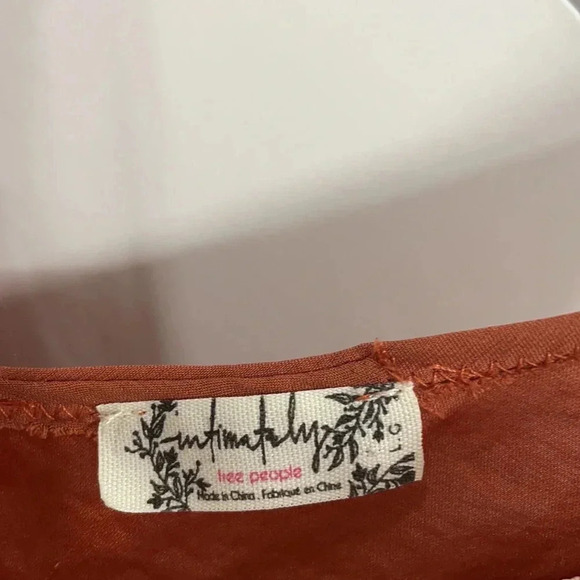 intimately
free people
Made in China . Fabriqué en Chine
L.G